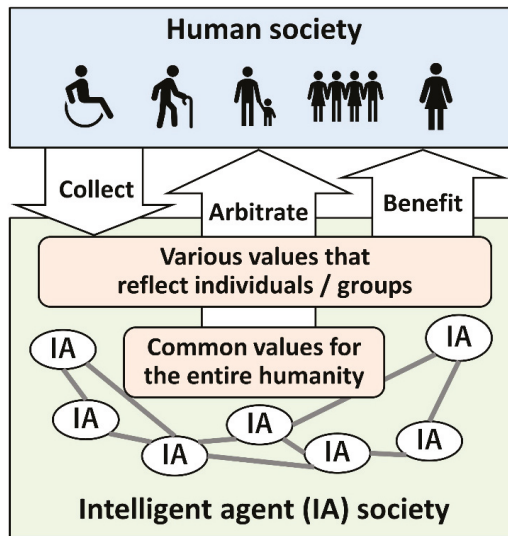 Human society
Collect
Arbitrate
Benefit
Various values that
reflect individuals / groups
Common values for
the entire humanity
IA
IA
IA
IA
IA
IA
IA
Intelligent agent (IA) society